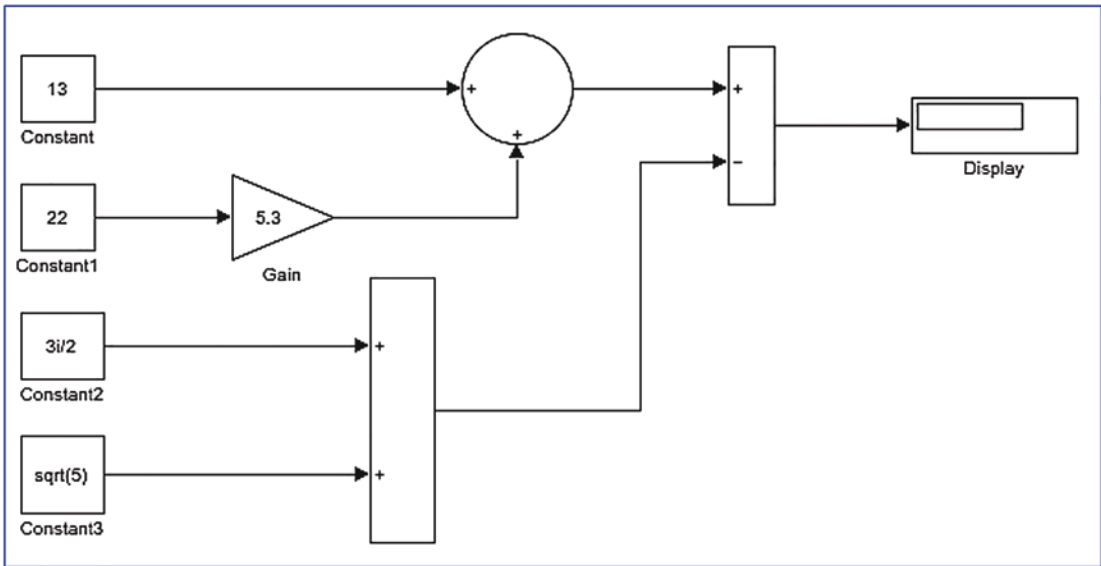 13
+
+
Constant
+
−
Display
22
5.3
Constant1
Gain
3i/2
+
Constant2
sqrt(5)
+
Constant3